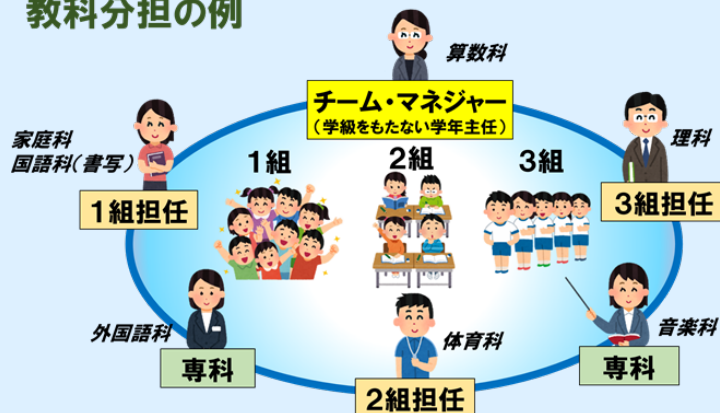 教科分担の例
算数科
チーム・マネジャー
(学級をもたない学年主任)
家庭科
国語科(書写)
1組担任
1組
2組
3組
理科
3組担任
外国語科
専科
体育科
2組担任
音楽科
専科